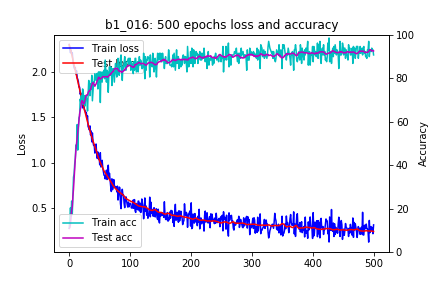 b1_016: 500 epochs loss and accuracy
Train loss
Test loss
Train acc
Test acc
Loss
Accuracy
2.0
1.5
1.0
0.5
100
80
60
40
20
0
0
100
200
300
400
500